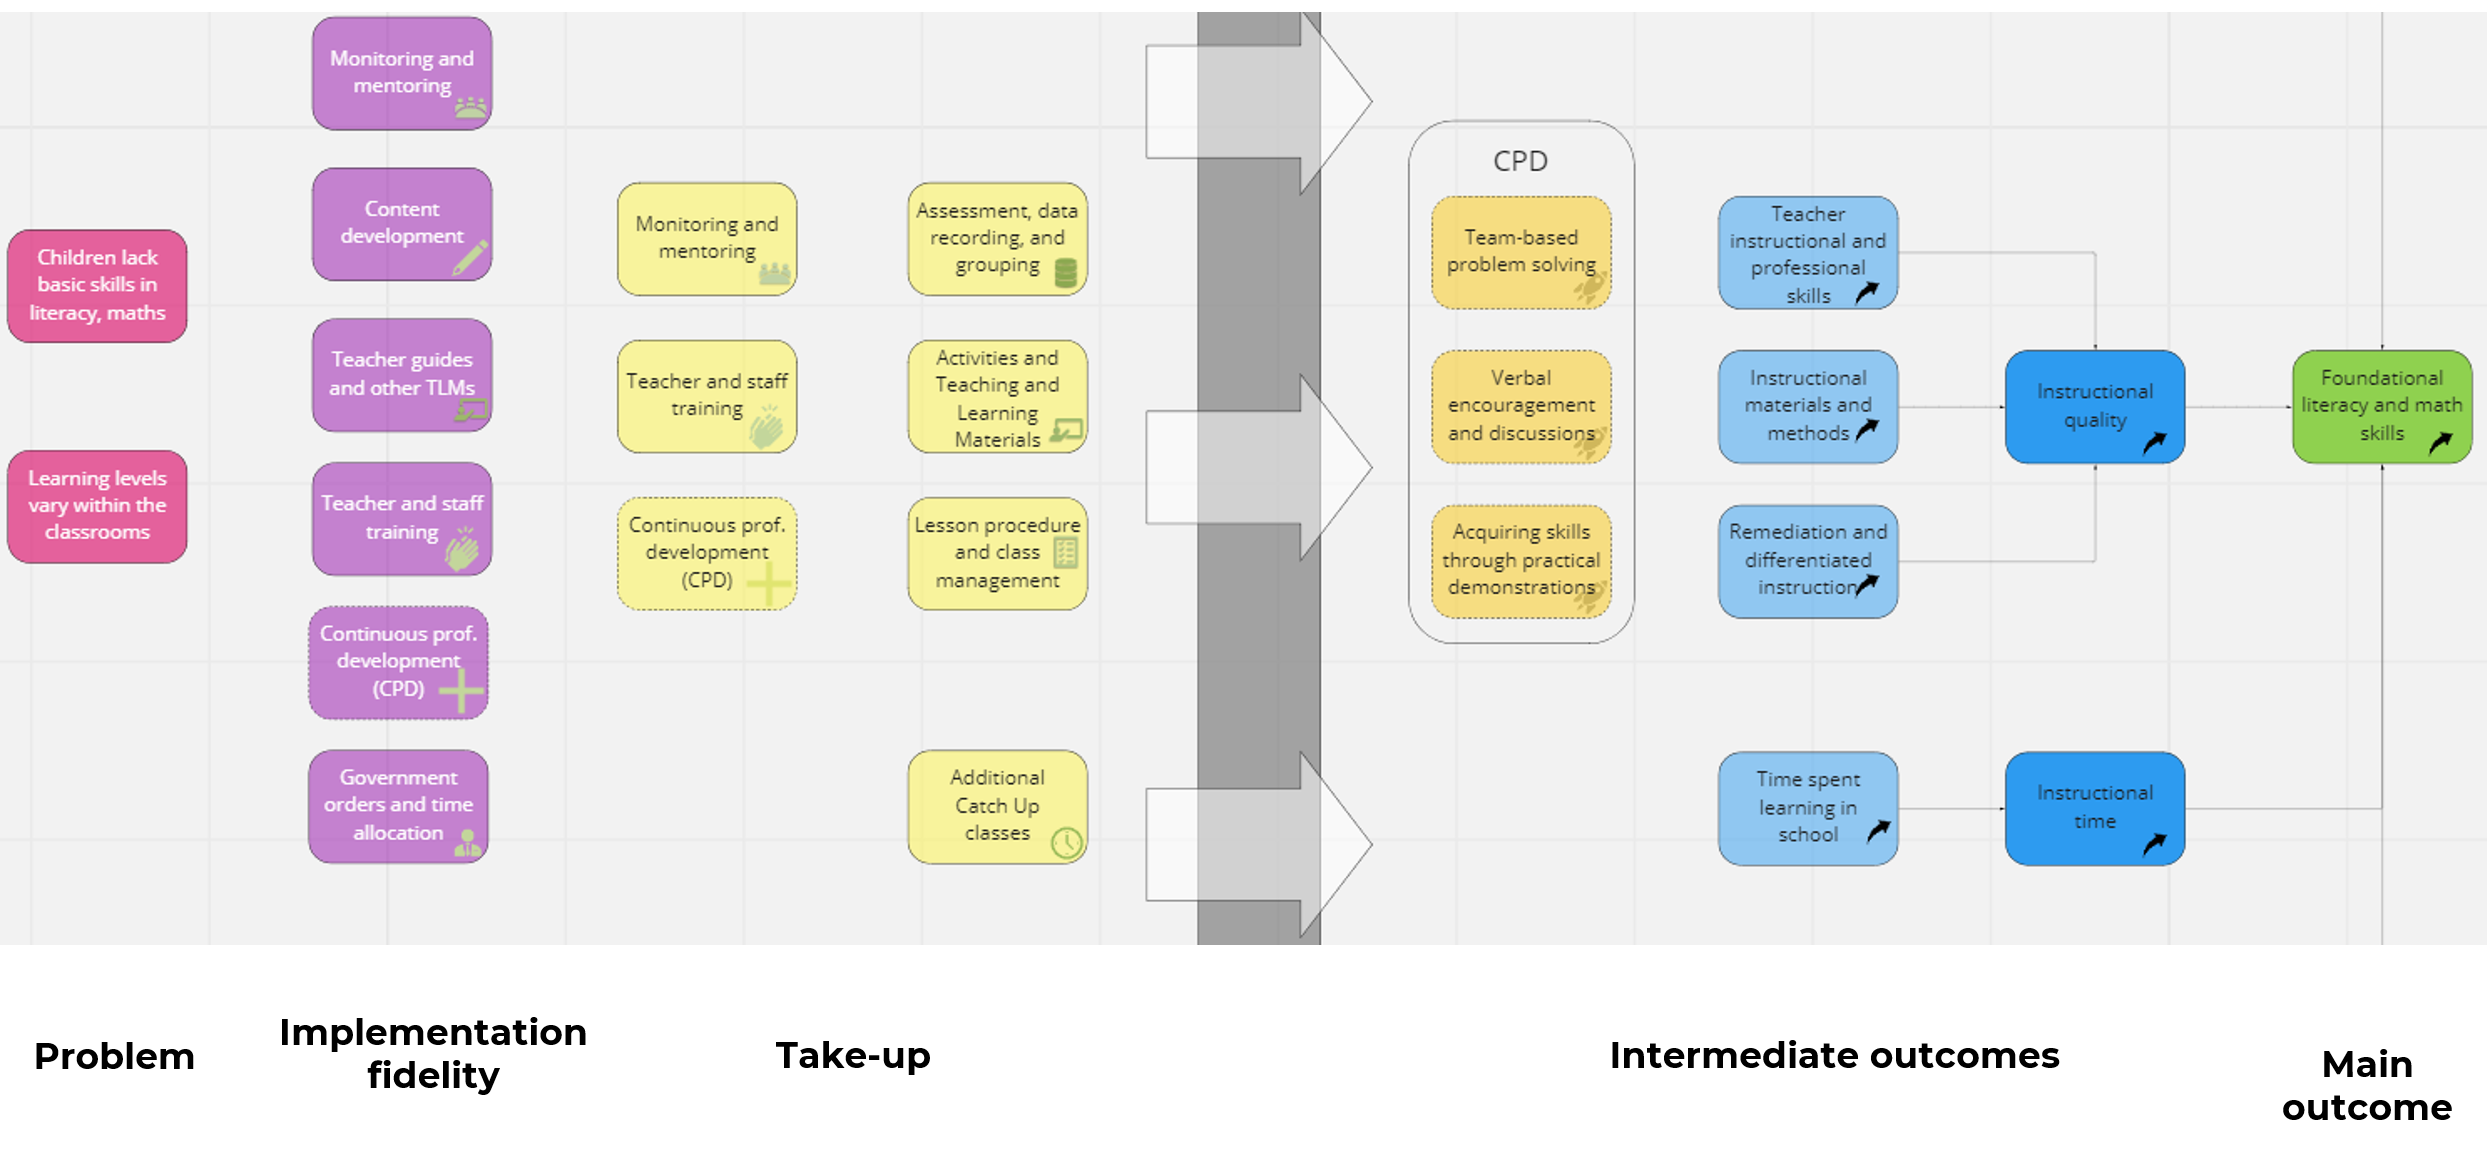 Monitoring and
mentoring
Content
development
Children lack
basic skills in
literacy, maths
Teacher guides
and other TLMs
Learning levels
vary within the
classrooms
Teacher and staff
training
Continuous prof.
development
(CPD)
Government
orders and time
allocation
Monitoring and
mentoring
Teacher and staff
training
Continuous prof.
development
(CPD)
Assessment, data
recording, and
grouping
Activities and
Teaching and
Learning
Materials
Lesson procedure
and class
management
Additional
Catch Up
classes
CPD
Team-based
problem solving
Verbal
encouragement
and discussions
Acquiring skills
through practical
demonstrations
Teacher
instructional and
professional
skills
Instructional
materials and
methods
Remediation and
differentiated
instruction
Time spent
learning in
school
Instructional
quality
Instructional
time
Foundational
literacy and math
skills
Problem
Implementation
fidelity
Take-up
Intermediate outcomes
Main
outcome